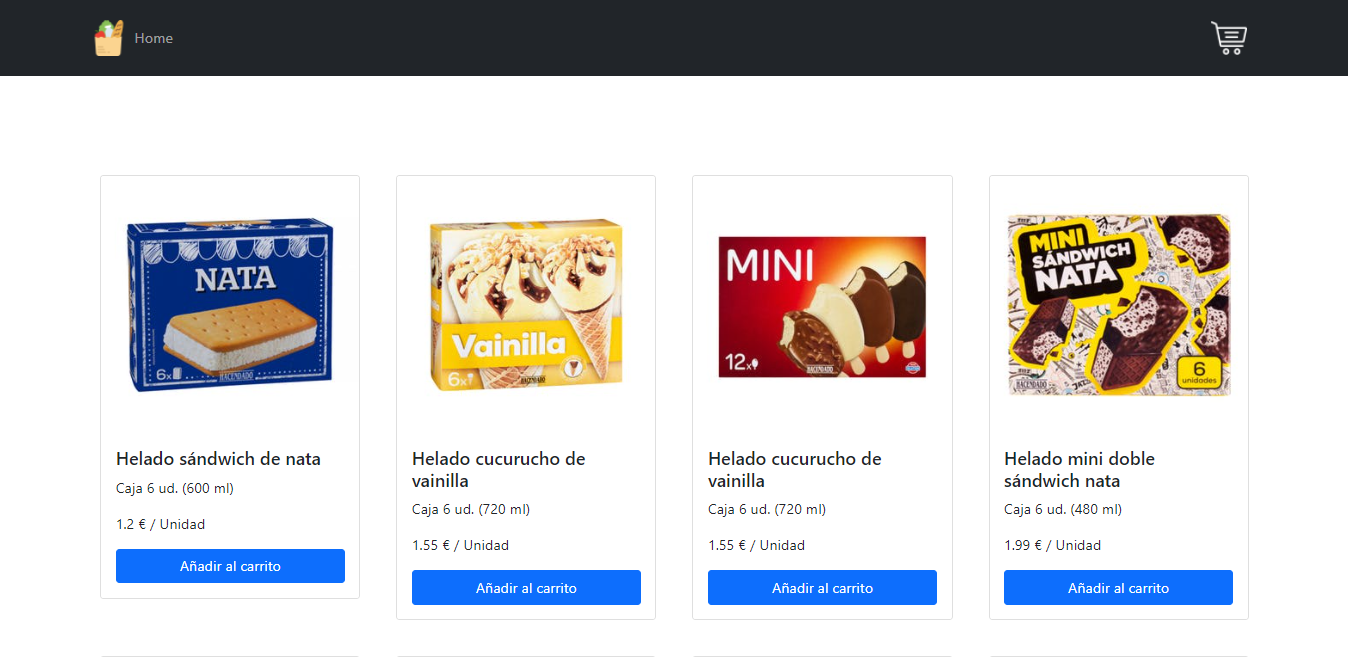 Home
NATA
6x
HACENDADO
Vainilla
6x
HACENDADO
MINI
12x
HACENDADO
MINI
SÁNDWICH
NATA
6
unidades
HACENDADO
Helado sándwich de nata
Caja 6 ud. (600 ml)
1.2 € / Unidad
Añadir al carrito
Helado cucurucho de
vainilla
Caja 6 ud. (720 ml)
1.55 € / Unidad
Añadir al carrito
Helado cucurucho de
vainilla
Caja 6 ud. (720 ml)
1.55 € / Unidad
Añadir al carrito
Helado mini doble
sándwich nata
Caja 6 ud. (480 ml)
1.99 € / Unidad
Añadir al carrito